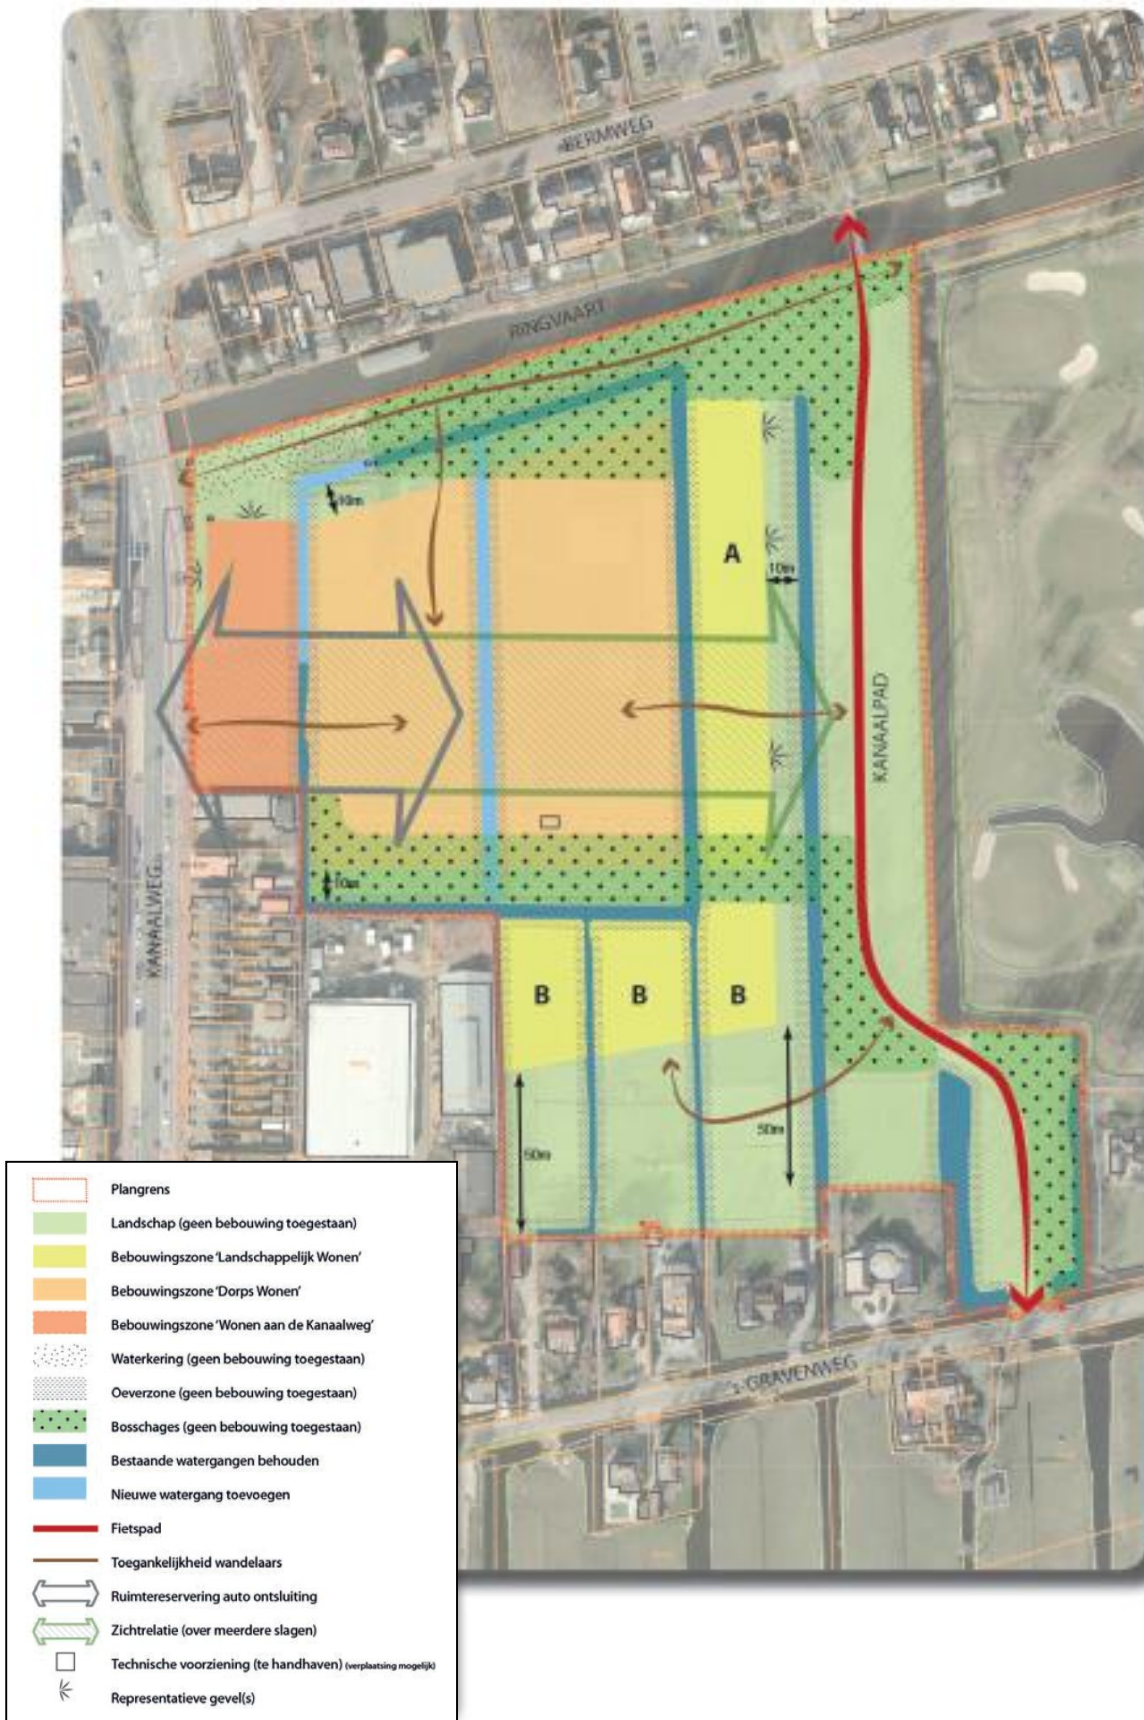 BERMWEG
RINGVAART
10m
A
10m
KANAALPAD
10m
KANAALWEG
B B B
50m
50m
's-GRAVENWEG
Plangrens
Landschap (geen bebouwing toegestaan)
Bebouwingszone 'Landschappelijk Wonen'
Bebouwingszone 'Dorps Wonen'
Bebouwingszone 'Wonen aan de Kanaalweg'
Waterkering (geen bebouwing toegestaan)
Oeverzone (geen bebouwing toegestaan)
Bosschages (geen bebouwing toegestaan)
Bestaande watergangen behouden
Nieuwe watergang toevoegen
Fietspad
Toegankelijkheid wandelaars
Ruimtereservering auto ontsluiting
Zichtrelatie (over meerdere slagen)
Technische voorziening (te handhaven) (verplaatsing mogelijk)
Representatieve gevel(s)